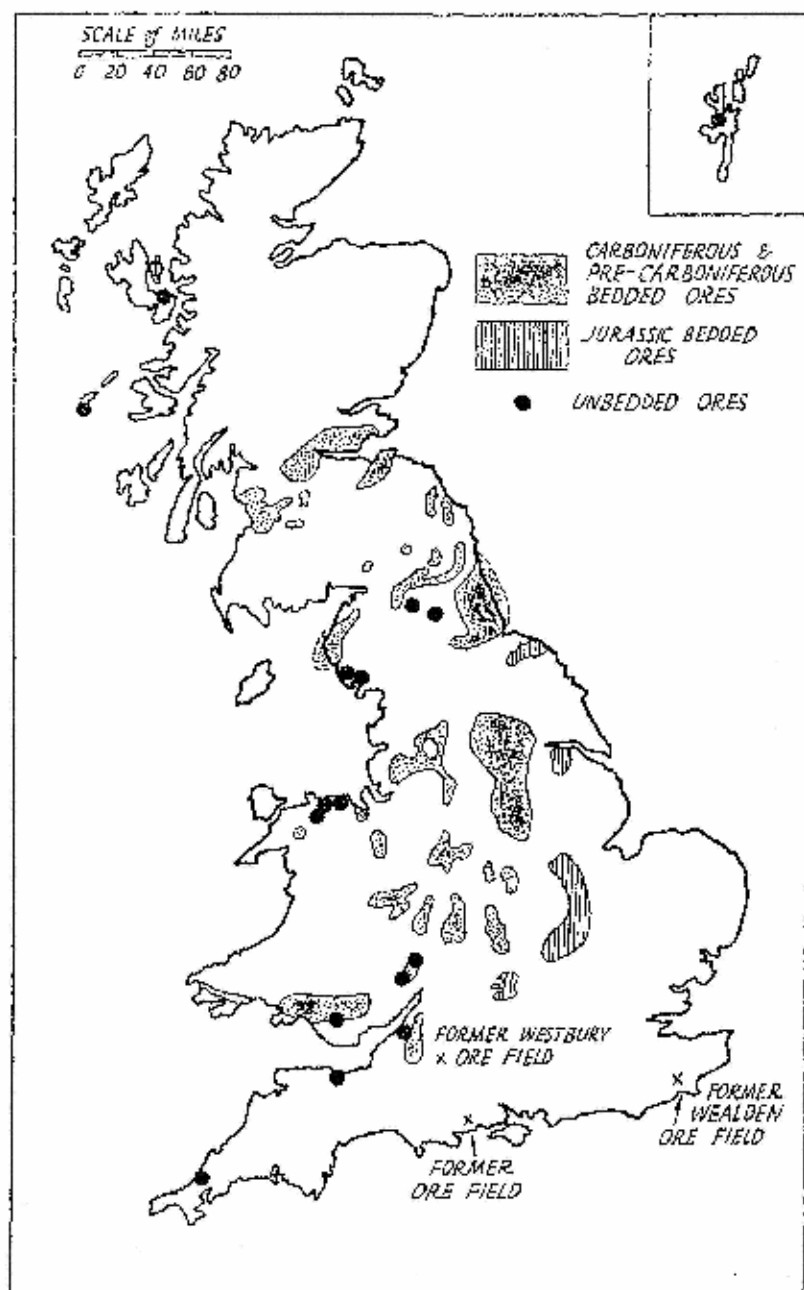 SCALE of MILES
0 20 40 60 80
CARBONIFEROUS &
PRE-CARBONIFEROUS
BEDDED ORES
JURASSIC BEDDED
ORES
UNBEDDED ORES
FORMER WESTBURY
x ORE FIELD
x
FORMER
WEALDEN
ORE FIELD
x
FORMER
ORE FIELD